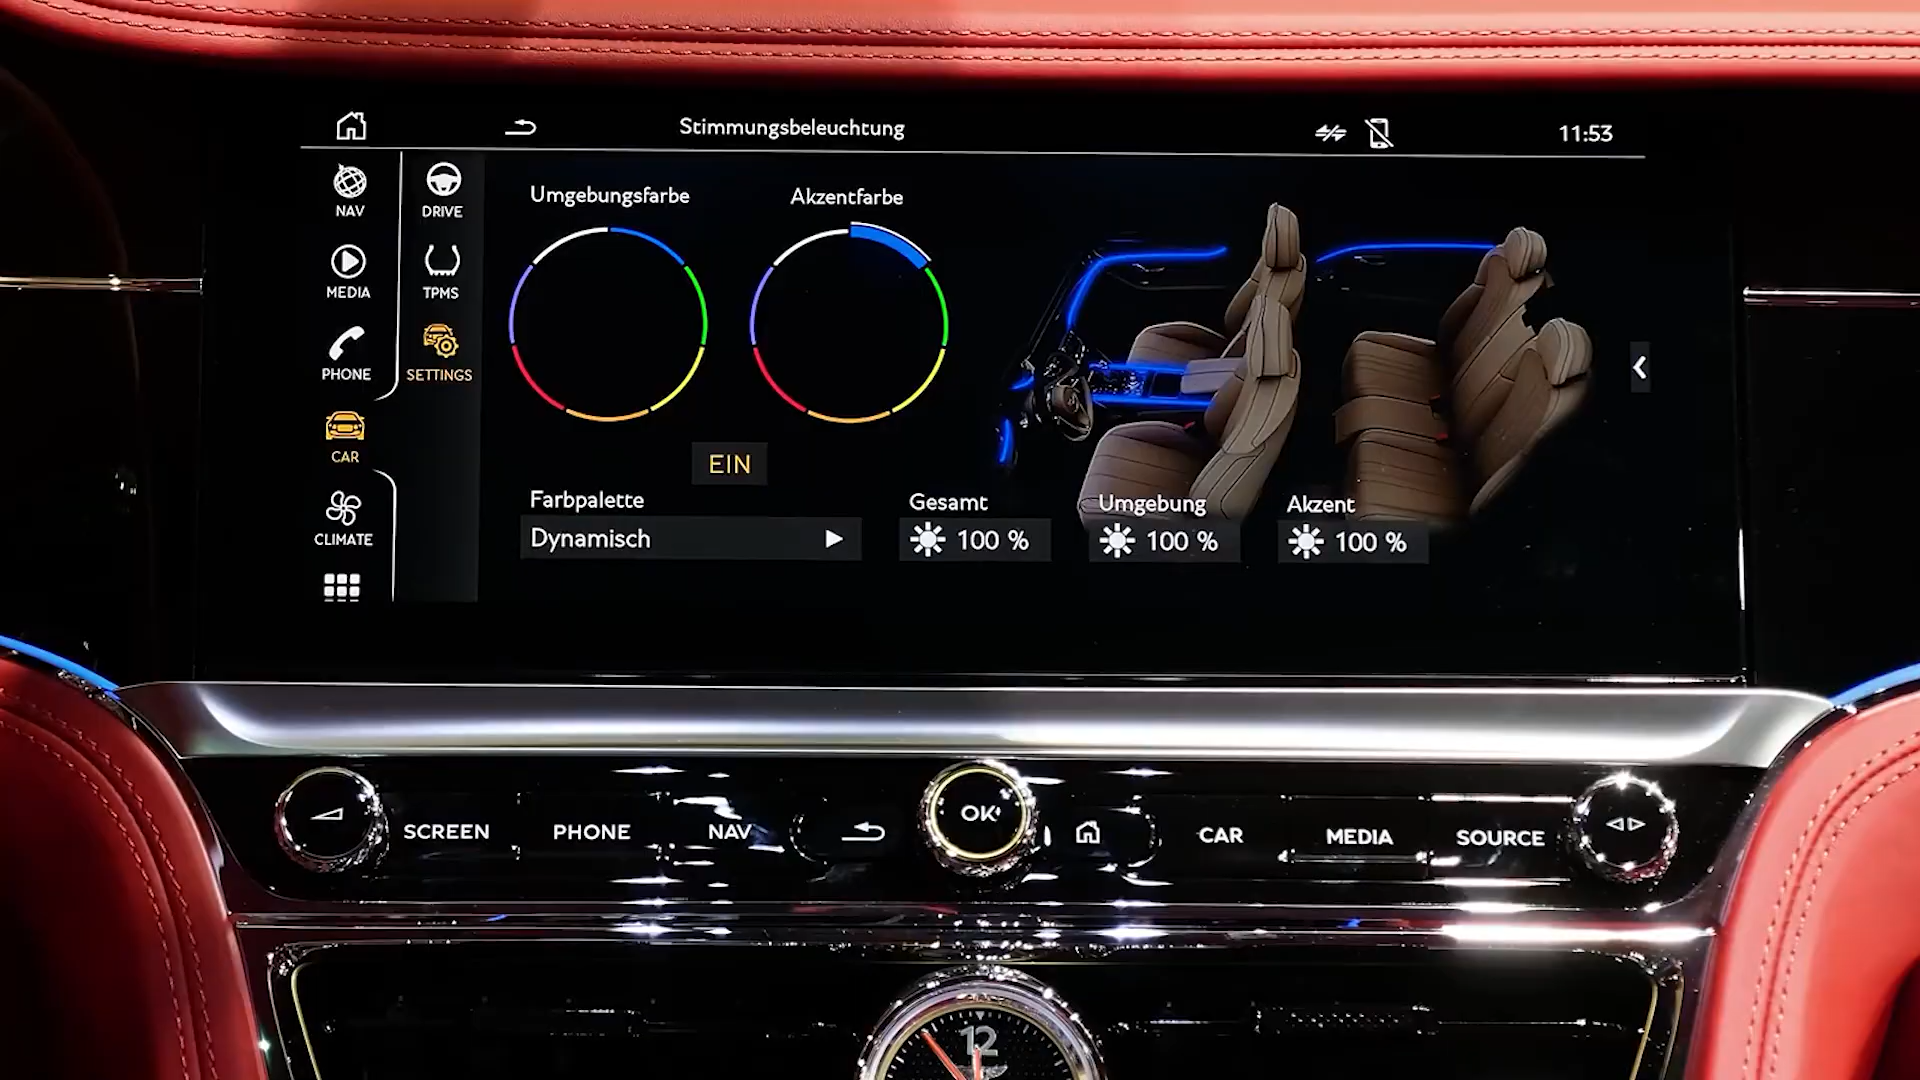 Stimmungsbeleuchtung
11:53
NAV
MEDIA
PHONE
CAR
CLIMATE
DRIVE
TPMS
SETTINGS
Umgebungsfarbe
Akzentfarbe
EIN
Farbpalette
Dynamisch
Gesamt
100 %
Umgebung
100 %
Akzent
100 %
SCREEN
PHONE
NAV
OK
CAR
MEDIA
SOURCE
12